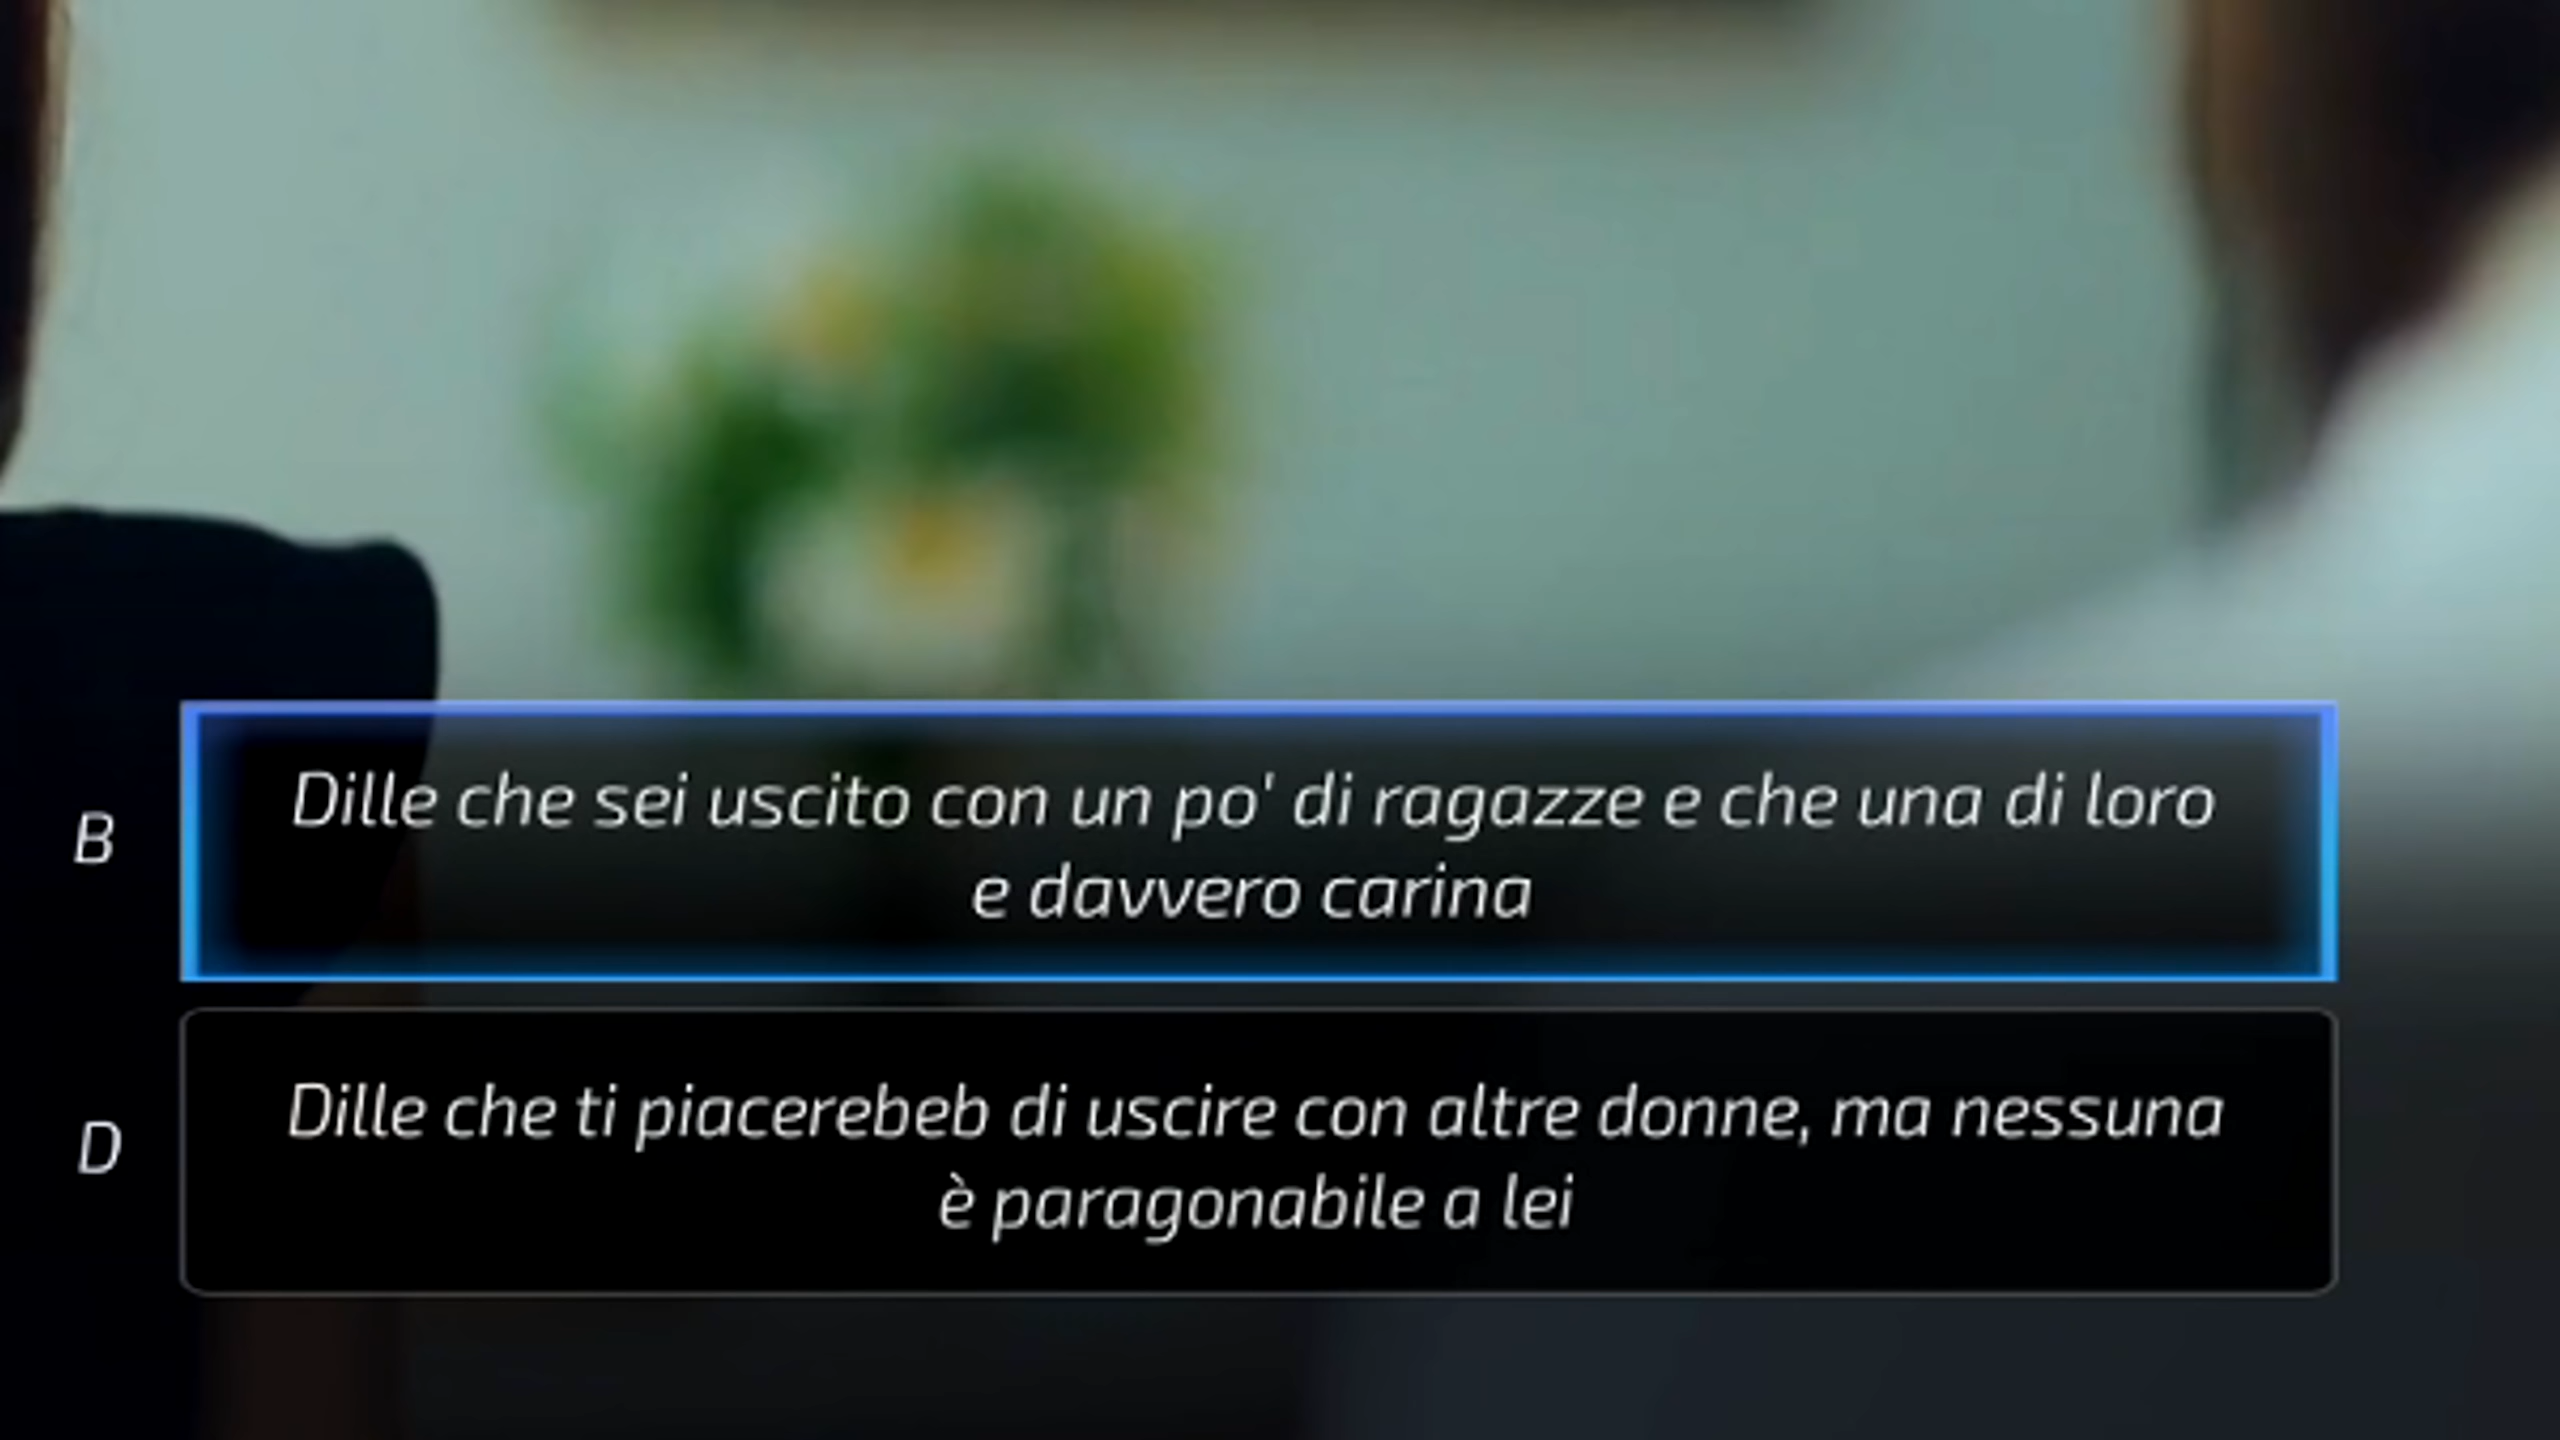 B
Dille che sei uscito con un po' di ragazze e che una di loro
e davvero carina
D
Dille che ti piacerebeb di uscire con altre donne, ma nessuna
è paragonabile a lei